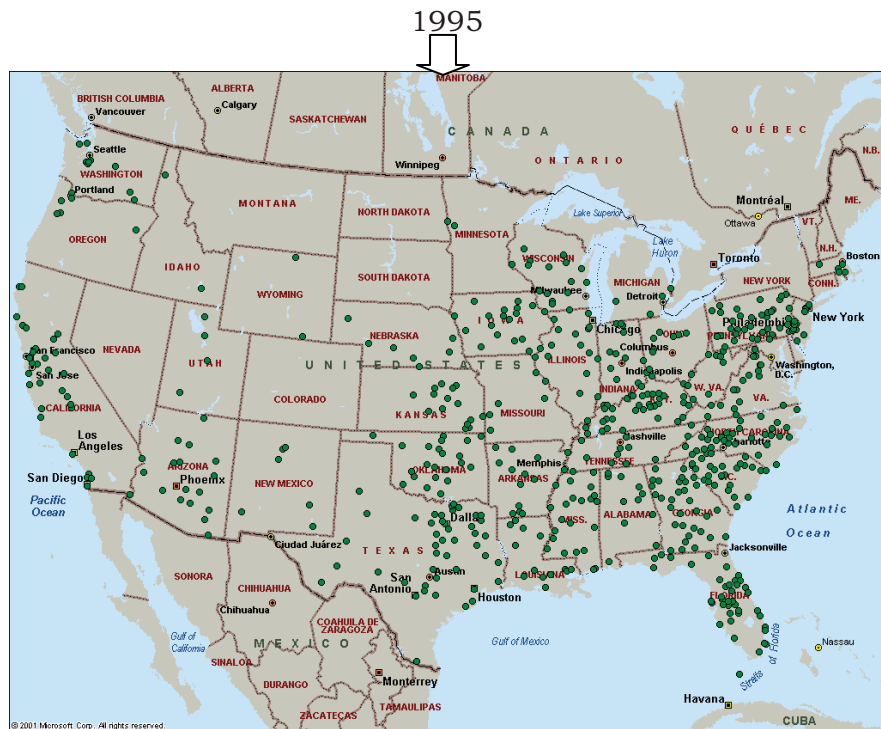 1995
MANITOBA
ALBERTA
BRITISH COLUMBIA
Calgary
Vancouver
SASKATCHEWAN
CANADA
QUÉBEC
ONTARIO
N.B.
Seattle
WASHINGTON
Winnipeg
Portland
MONTANA
NORTH DAKOTA
Lake Superior
Montréal
ME.
Ottawa
VT.
MINNESOTA
OREGON
Lake
Huron
N.H.
Boston
IDAHO
SOUTH DAKOTA
WISCONSIN
Toronto
MICHIGAN
NEW YORK
CONN.
WYOMING
Milwaukee
Detroit
New York
IOWA
Chicago
Philadelphi
NEBRASKA
OHIO
PENNSYLVANIA
NEVADA
San Francisco
Columbus
UTAH
UNITED STATES
ILLINOIS
Washington,
D.C.
San Jose
COLORADO
Indianapolis
INDIANA
W. VA.
VA.
CALIFORNIA
KANSAS
MISSOURI
KY.
Los
Angeles
Nashville
NORTH CAROLINA
Charlotte
TENNESSEE
Memphis
ARIZONA
OKLAHOMA
ARKANSAS
San Diego
Phoenix
NEW MEXICO
S.C.
Pacific
Ocean
Dallas
MISS.
ALABAMA
GEORGIA
Atlantic
Ocean
Ciudad Juárez
TEXAS
Jacksonville
SONORA
San
Antonio
Austin
LOUISIANA
CHIHUAHUA
Chihuahua
Houston
FLORIDA
COAHUILA DE
ZARAGOZA
Gulf of
California
MEXICO
Gulf of Mexico
Straits of Florida
Nassau
SINALOA
DURANGO
Monterrey
Havana
ZACATECAS
TAMAULIPAS
CUBA
© 2001 Microsoft Corp. All rights reserved.